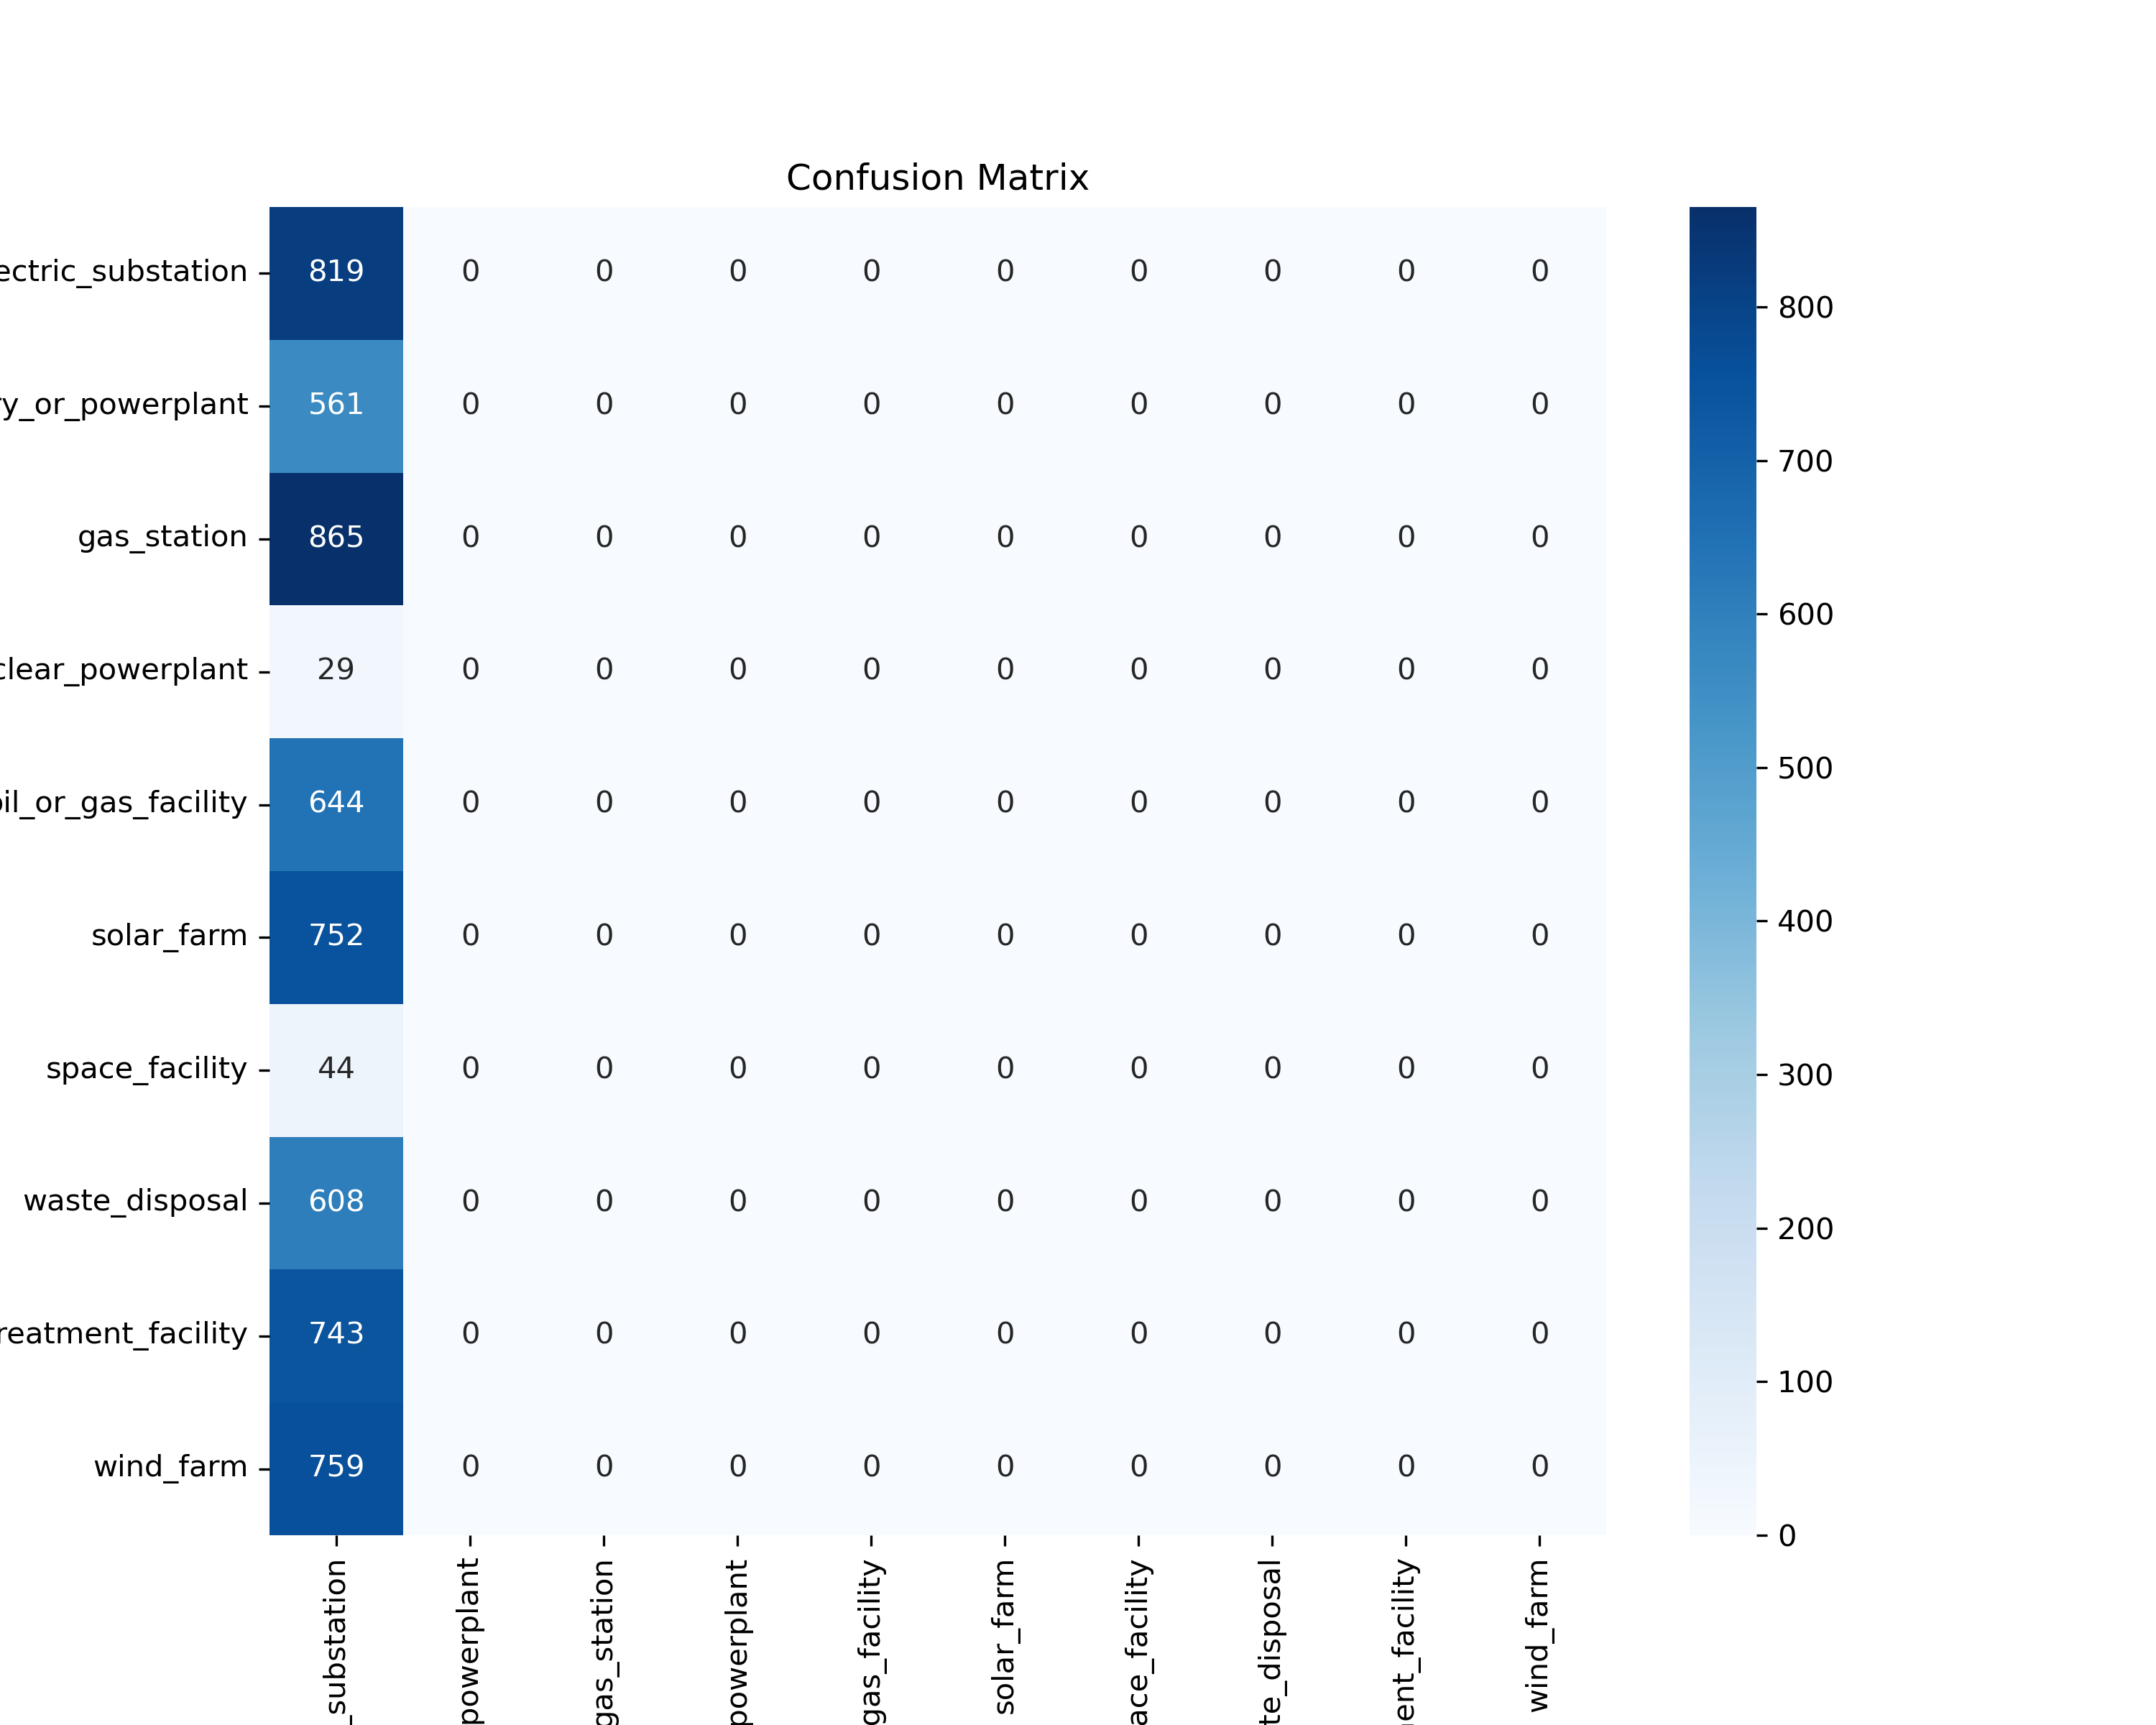 Confusion Matrix
ectric_substation 819 0 0 0 0 0 0 0 0 0
y_or_powerplant 561 0 0 0 0 0 0 0 0 0
gas_station 865 0 0 0 0 0 0 0 0 0
clear_powerplant 29 0 0 0 0 0 0 0 0 0
oil_or_gas_facility 644 0 0 0 0 0 0 0 0 0
solar_farm 752 0 0 0 0 0 0 0 0 0
space_facility 44 0 0 0 0 0 0 0 0 0
waste_disposal 608 0 0 0 0 0 0 0 0 0
reatment_facility 743 0 0 0 0 0 0 0 0 0
wind_farm 759 0 0 0 0 0 0 0 0 0
800
700
600
500
400
300
200
100
0
_substation
powerplant
gas_station
powerplant
gas_facility
solar_farm
ace_facility
te_disposal
ent_facility
wind_farm